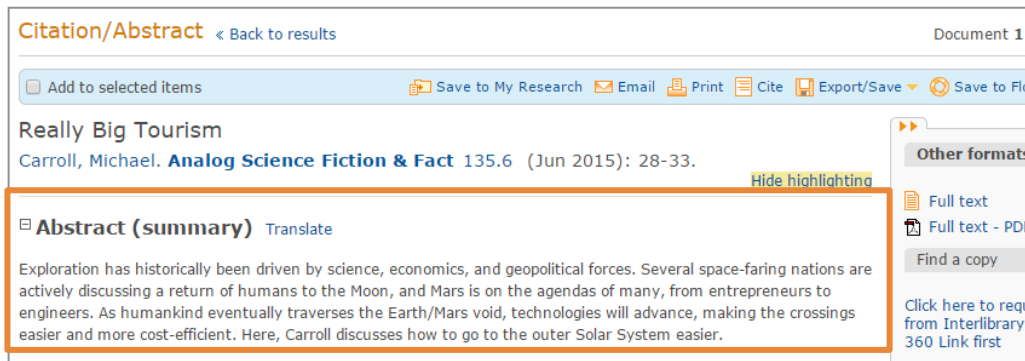 Citation/Abstract « Back to results
Document 1
Add to selected items
Save to My Research Email Print Cite Export/Save Save to Flo
Really Big Tourism
Carroll, Michael. Analog Science Fiction & Fact 135.6 (Jun 2015): 28-33.
Hide highlighting
Abstract (summary) Translate
Exploration has historically been driven by science, economics, and geopolitical forces. Several space-faring nations are
actively discussing a return of humans to the Moon, and Mars is on the agendas of many, from entrepreneurs to
engineers. As humankind eventually traverses the Earth/Mars void, technologies will advance, making the crossings
easier and more cost-efficient. Here, Carroll discusses how to go to the outer Solar System easier.
Other formats
Full text
Full text - PD
Find a copy
Click here to requ
from Interlibrary
360 Link first